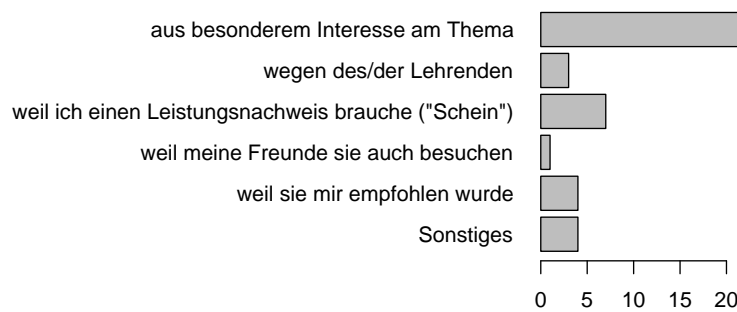 aus besonderem Interesse am Thema
wegen des/der Lehrenden
weil ich einen Leistungsnachweis brauche ("Schein")
weil meine Freunde sie auch besuchen
weil sie mir empfohlen wurde
Sonstiges
0 5 10 15 20